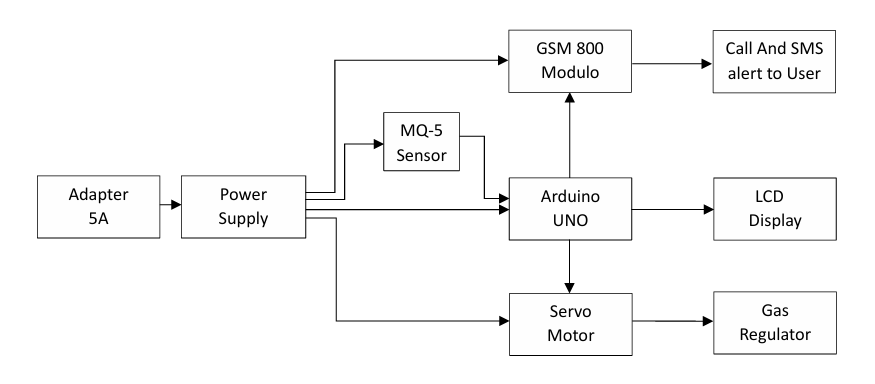 GSM 800
Modulo
Call And SMS
alert to User
MQ-5
Sensor
Adapter
5A
Power
Supply
Arduino
UNO
LCD
Display
Servo
Motor
Gas
Regulator